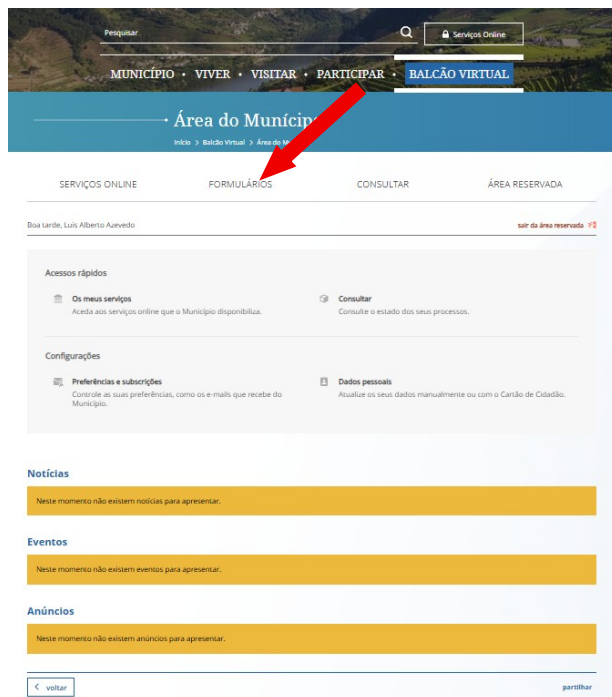 Pesquisar
Serviços Online
MUNICÍPIO • VIVER • VISITAR • PARTICIPAR • BALCÃO VIRTUAL
Área do Munícip
Início > Balcão Virtual > Área do M
SERVIÇOS ONLINE FORMULÁRIOS CONSULTAR ÁREA RESERVADA
Boa tarde, Luis Alberto Azevedo sair da área reservada
Acessos rápidos
Os meus serviços Consultar
Aceda aos serviços online que o Município disponibiliza. Consulte o estado dos seus processos.
Configurações
Preferências e subscrições Dados pessoais
Controle as suas preferências, como os e-mails que recebe do Atualize os seus dados manualmente ou com o Cartão de Cidadão.
Município.
Notícias
Neste momento não existem notícias para apresentar.
Eventos
Neste momento não existem eventos para apresentar.
Anúncios
Neste momento não existem anúncios para apresentar.
< voltar partilhar